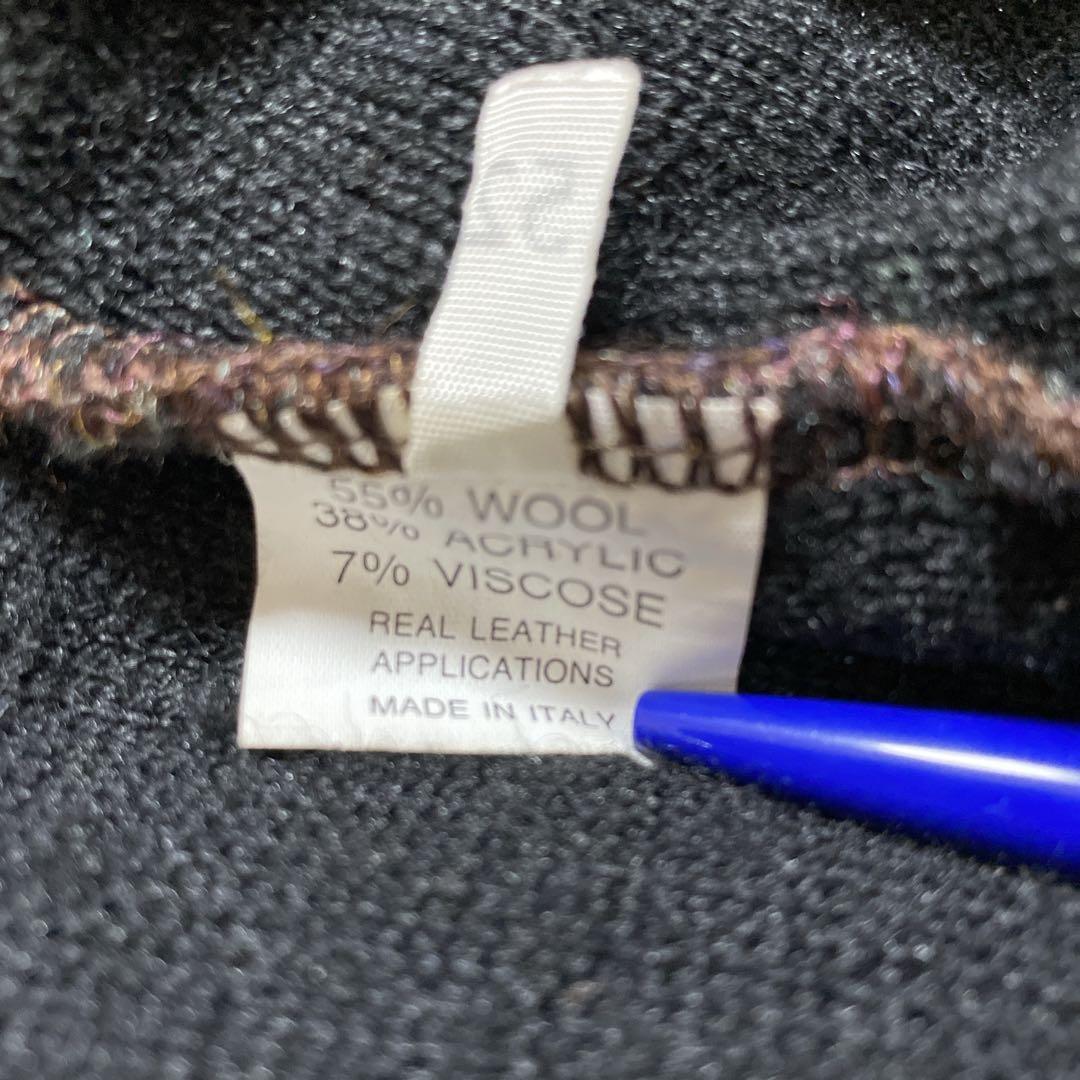 55% WOOL
38% ACRYLIC
7% VISCOSE
REAL LEATHER
APPLICATIONS
MADE IN ITALY